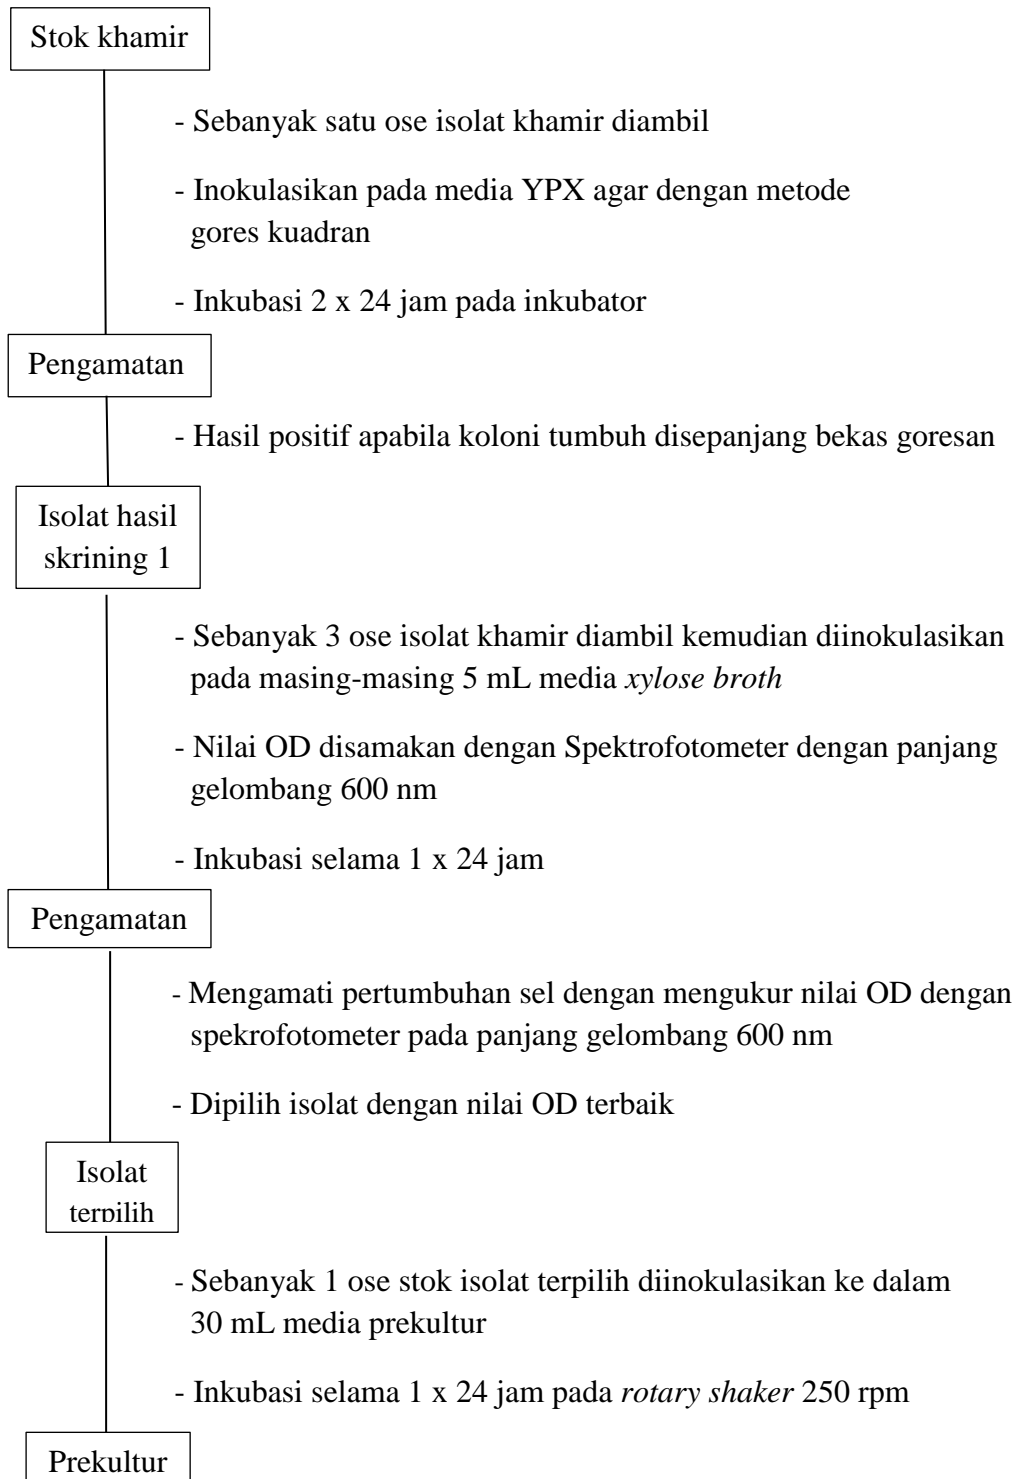 Stok khamir
- Sebanyak satu ose isolat khamir diambil
- Inokulasikan pada media YPX agar dengan metode
gores kuadran
- Inkubasi 2 x 24 jam pada inkubator
Pengamatan
- Hasil positif apabila koloni tumbuh disepanjang bekas goresan
Isolat hasil
skrining 1
- Sebanyak 3 ose isolat khamir diambil kemudian diinokulasikan
pada masing-masing 5 mL media xylose broth
- Nilai OD disamakan dengan Spektrofotometer dengan panjang
gelombang 600 nm
- Inkubasi selama 1 x 24 jam
Pengamatan
- Mengamati pertumbuhan sel dengan mengukur nilai OD dengan
spekrofotometer pada panjang gelombang 600 nm
- Dipilih isolat dengan nilai OD terbaik
Isolat
terpilih
- Sebanyak 1 ose stok isolat terpilih diinokulasikan ke dalam
30 mL media prekultur
- Inkubasi selama 1 x 24 jam pada rotary shaker 250 rpm
Prekultur